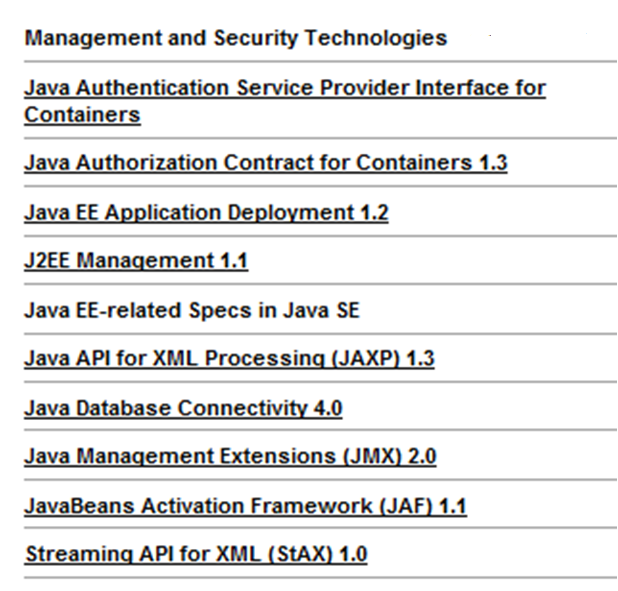 Management and Security Technologies
Java Authentication Service Provider Interface for
Containers
Java Authorization Contract for Containers 1.3
Java EE Application Deployment 1.2
J2EE Management 1.1
Java EE-related Specs in Java SE
Java API for XML Processing (JAXP) 1.3
Java Database Connectivity 4.0
Java Management Extensions (JMX) 2.0
JavaBeans Activation Framework (JAF) 1.1
Streaming API for XML (StAX) 1.0